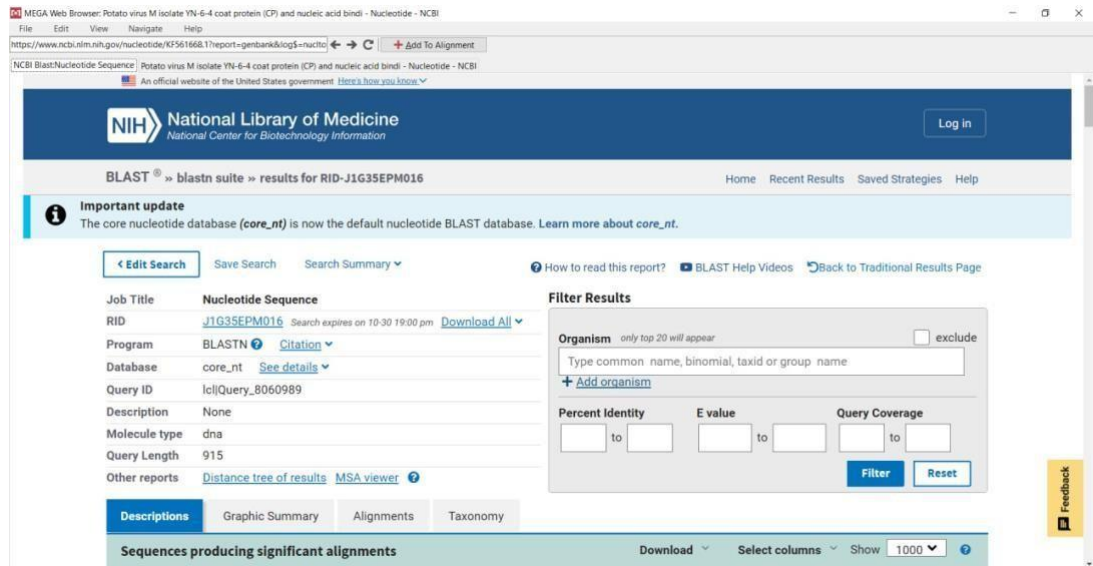 MEGA Web Browser: Potato virus M isolate YN-6-4 coat protein (CP) and nucleic acid bindi - Nucleotide - NCBI
File Edit View Navigate Help
https://www.ncbi.nlm.nih.gov/nucleotide/KF561668.1?report=genbank&log$=nuclto Add To Alignment
NCBI Blast:Nucleotide Sequence Potato virus M isolate YN-6-4 coat protein (CP) and nucleic acid bindi - Nucleotide - NCBI
An official website of the United States government Here's how you know
NIH National Library of Medicine
National Center for Biotechnology Information
Log in
BLAST ® » blastn suite » results for RID-J1G35EPM016
Home Recent Results Saved Strategies Help
Important update
The core nucleotide database (core_nt) is now the default nucleotide BLAST database. Learn more about core_nt.
< Edit Search Save Search Search Summary
How to read this report? BLAST Help Videos Back to Traditional Results Page
Job Title Nucleotide Sequence
RID J1G35EPM016 Search expires on 10-30 19:00 pm Download All
Program BLASTN ? Citation
Database core_nt See details
Query ID lcl|Query_8060989
Description None
Molecule type dna
Query Length 915
Other reports Distance tree of results MSA viewer ?
Filter Results
Organism only top 20 will appear exclude
Type common name, binomial, taxid or group name
+ Add organism
Percent Identity E value Query Coverage
to to to
Filter Reset
Feedback
Descriptions Graphic Summary Alignments Taxonomy
Sequences producing significant alignments Download Select columns Show 1000 ?